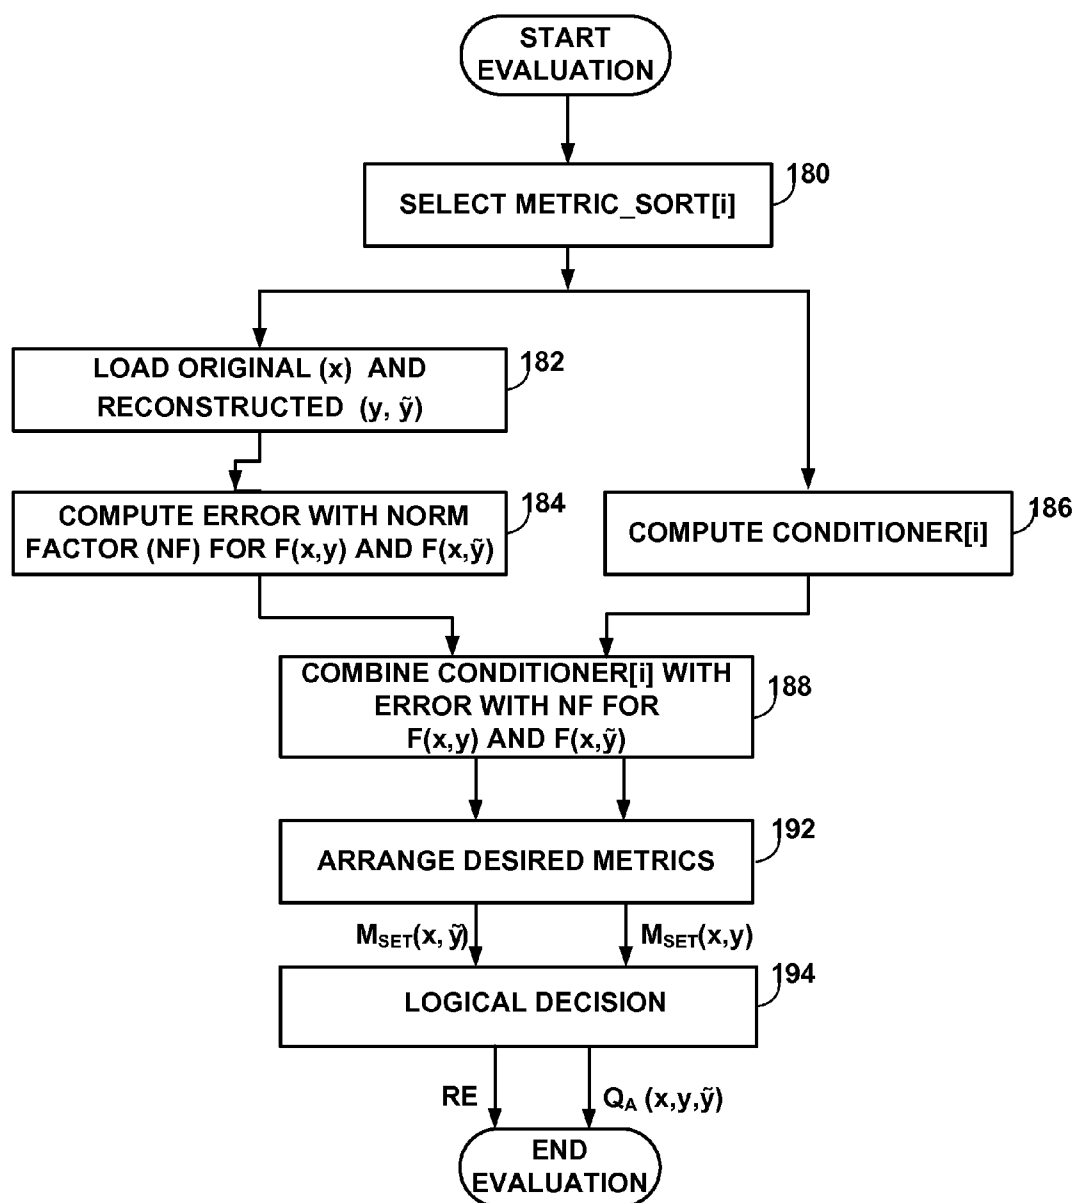 START
EVALUATION
180
SELECT METRIC_SORT[i]
182
LOAD ORIGINAL (x) AND
RECONSTRUCTED (y, ỹ)
184
COMPUTE ERROR WITH NORM
FACTOR (NF) FOR F(x,y) AND F(x,ỹ)
186
COMPUTE CONDITIONER[i]
188
COMBINE CONDITIONER[i] WITH
ERROR WITH NF FOR
F(x,y) AND F(x,ỹ)
192
ARRANGE DESIRED METRICS
MSET(x, ỹ)
MSET(x,y)
194
LOGICAL DECISION
RE
QA (x,y,ỹ)
END
EVALUATION